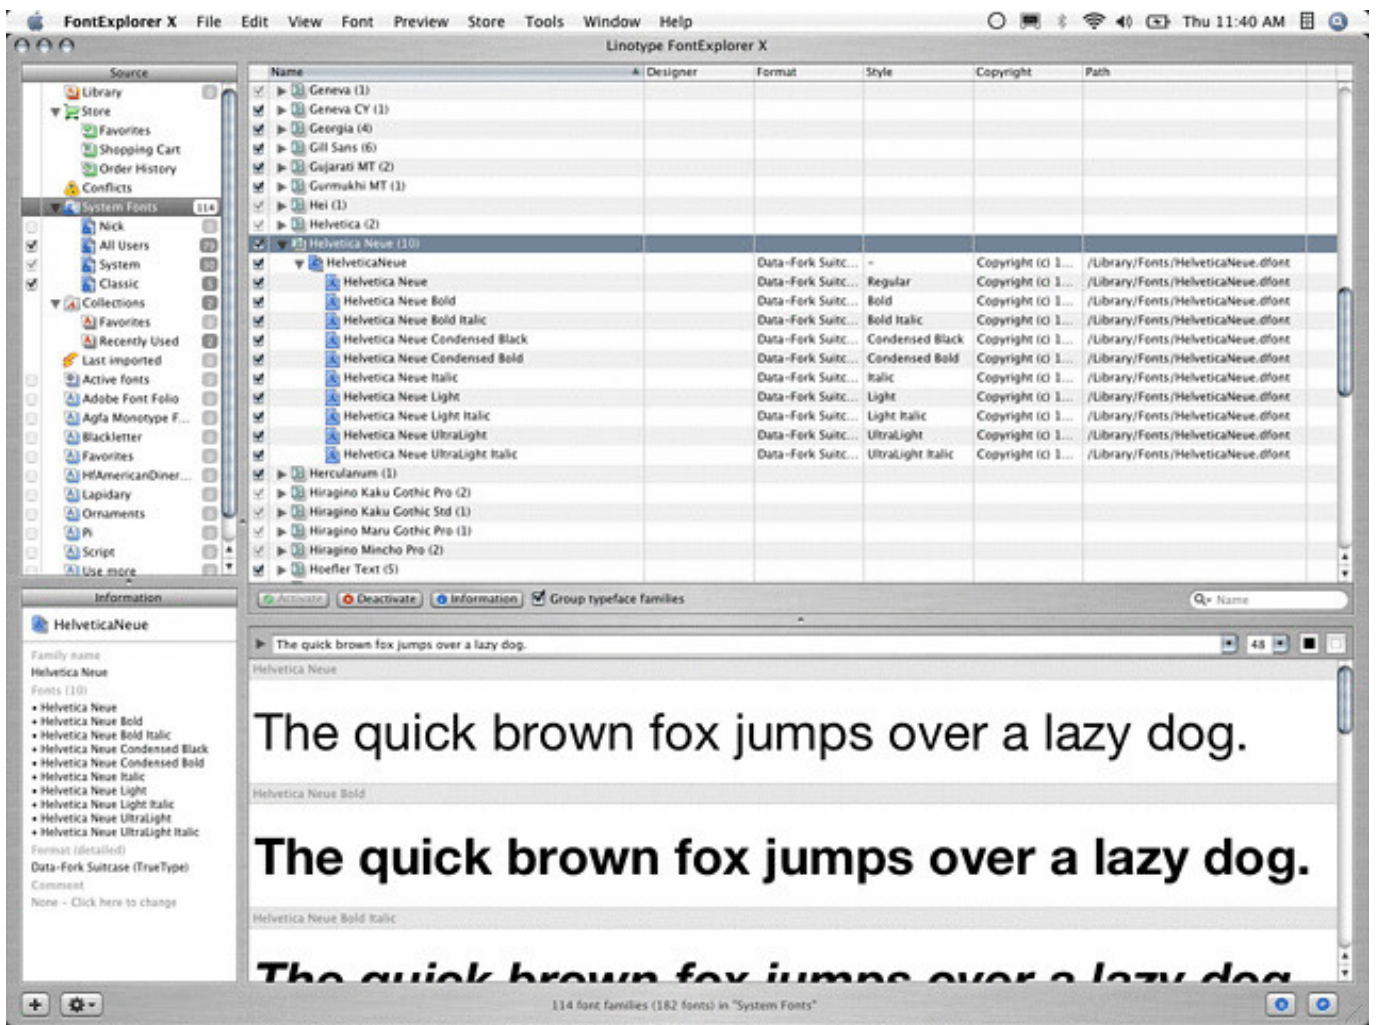 FontExplorer X File Edit View Font Preview Store Tools Window Help Thu 11:40 AM
Linotype FontExplorer X
Source
Library
Store
Favorites
Shopping Cart
Order History
Conflicts
System Fonts 114
Nick
All Users
System
Classic
Collections
Favorites
Recently Used
Last imported
Active fonts
Adobe Font Folio
Agfa Monotype F...
Blackletter
Favorites
HfAmericanDiner...
Lapidary
Ornaments
Pi
Script
Use more
Name Designer Format Style Copyright Path
Geneva (1)
Geneva CY (1)
Georgia (4)
Gill Sans (6)
Gujarati MT (2)
Gurmukhi MT (1)
Hei (1)
Helvetica (2)
Helvetica Neue (10)
HelveticaNeue Data-Fork Suitc... - Copyright (c) 1... /Library/Fonts/HelveticaNeue.dfont
Helvetica Neue Data-Fork Suitc... Regular Copyright (c) 1... /Library/Fonts/HelveticaNeue.dfont
Helvetica Neue Bold Data-Fork Suitc... Bold Copyright (c) 1... /Library/Fonts/HelveticaNeue.dfont
Helvetica Neue Bold Italic Data-Fork Suitc... Bold Italic Copyright (c) 1... /Library/Fonts/HelveticaNeue.dfont
Helvetica Neue Condensed Black Data-Fork Suitc... Condensed Black Copyright (c) 1... /Library/Fonts/HelveticaNeue.dfont
Helvetica Neue Condensed Bold Data-Fork Suitc... Condensed Bold Copyright (c) 1... /Library/Fonts/HelveticaNeue.dfont
Helvetica Neue Italic Data-Fork Suitc... Italic Copyright (c) 1... /Library/Fonts/HelveticaNeue.dfont
Helvetica Neue Light Data-Fork Suitc... Light Copyright (c) 1... /Library/Fonts/HelveticaNeue.dfont
Helvetica Neue Light Italic Data-Fork Suitc... Light Italic Copyright (c) 1... /Library/Fonts/HelveticaNeue.dfont
Helvetica Neue UltraLight Data-Fork Suitc... UltraLight Copyright (c) 1... /Library/Fonts/HelveticaNeue.dfont
Helvetica Neue UltraLight Italic Data-Fork Suitc... UltraLight Italic Copyright (c) 1... /Library/Fonts/HelveticaNeue.dfont
Herculanum (1)
Hiragino Kaku Gothic Pro (2)
Hiragino Kaku Gothic Std (1)
Hiragino Maru Gothic Pro (1)
Hiragino Mincho Pro (2)
Hoefler Text (5)
Activate Deactivate Information Group typeface families Name
Information
HelveticaNeue
Family name
Helvetica Neue
Fonts (10)
• Helvetica Neue
• Helvetica Neue Bold
• Helvetica Neue Bold Italic
• Helvetica Neue Condensed Black
• Helvetica Neue Condensed Bold
• Helvetica Neue Italic
• Helvetica Neue Light
• Helvetica Neue Light Italic
• Helvetica Neue UltraLight
• Helvetica Neue UltraLight Italic
Format (detailed)
Data-Fork Suitcase (TrueType)
Comment
None - Click here to change
The quick brown fox jumps over a lazy dog. 48
Helvetica Neue
The quick brown fox jumps over a lazy dog.
Helvetica Neue Bold
The quick brown fox jumps over a lazy dog.
Helvetica Neue Bold Italic
The quick brown fox jumps over a lazy dog.
114 font families (182 fonts) in "System Fonts"